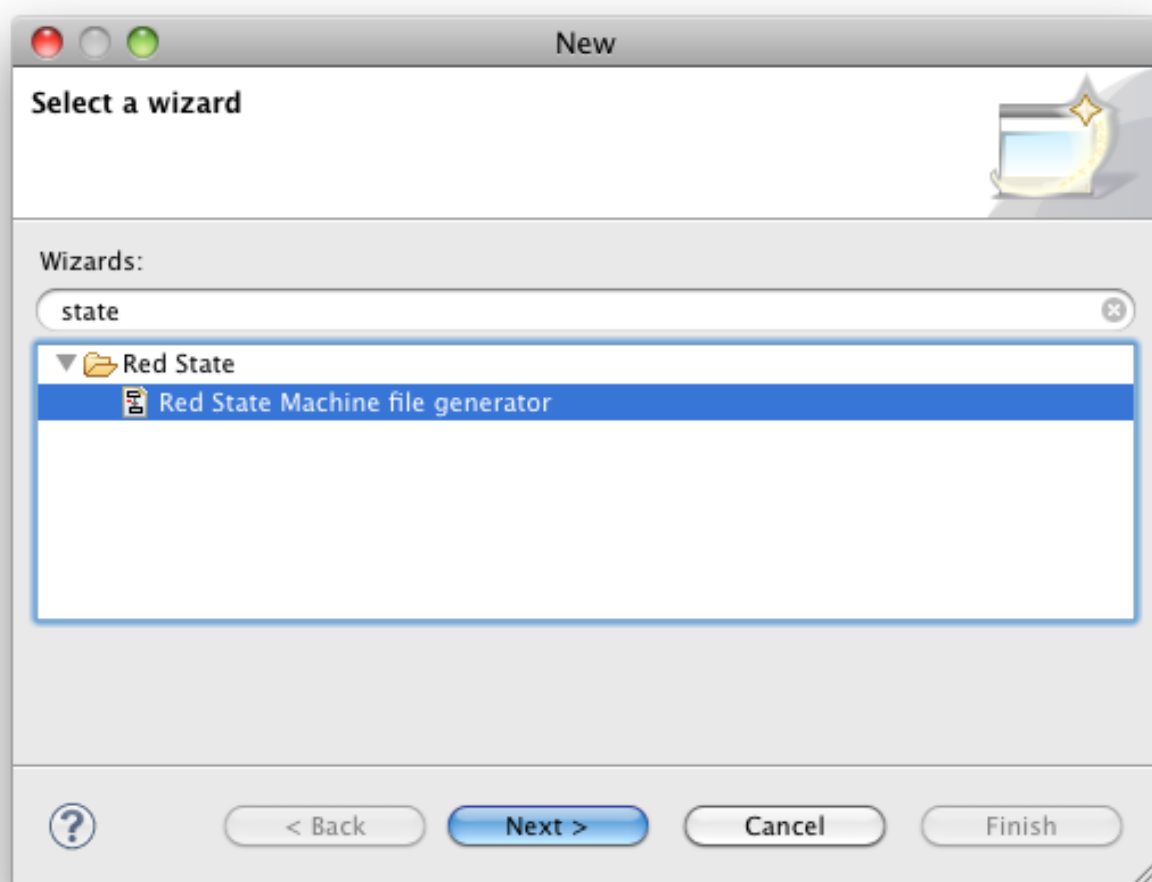 New
Select a wizard
Wizards:
state
Red State
Red State Machine file generator
? < Back Next > Cancel Finish